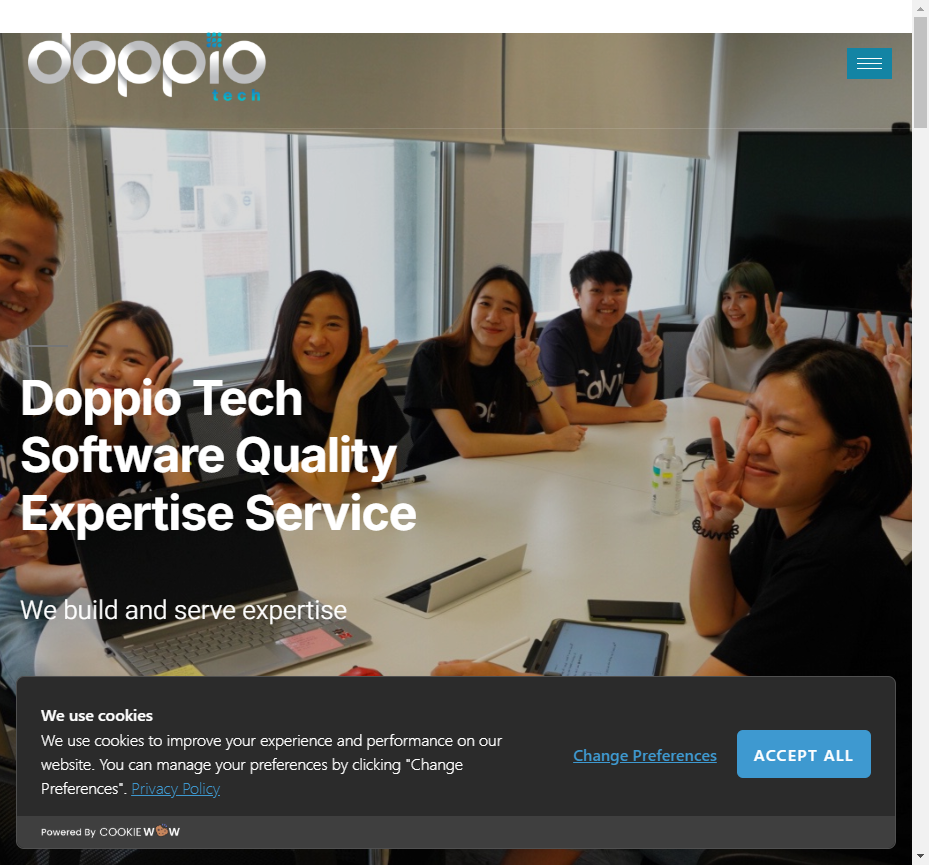 doppio
tech
Doppio Tech
Software Quality
Expertise Service
We build and serve expertise
We use cookies
We use cookies to improve your experience and performance on our
website. You can manage your preferences by clicking "Change
Preferences". Privacy Policy
Change Preferences
ACCEPT ALL
Powered By COOKIE WOW